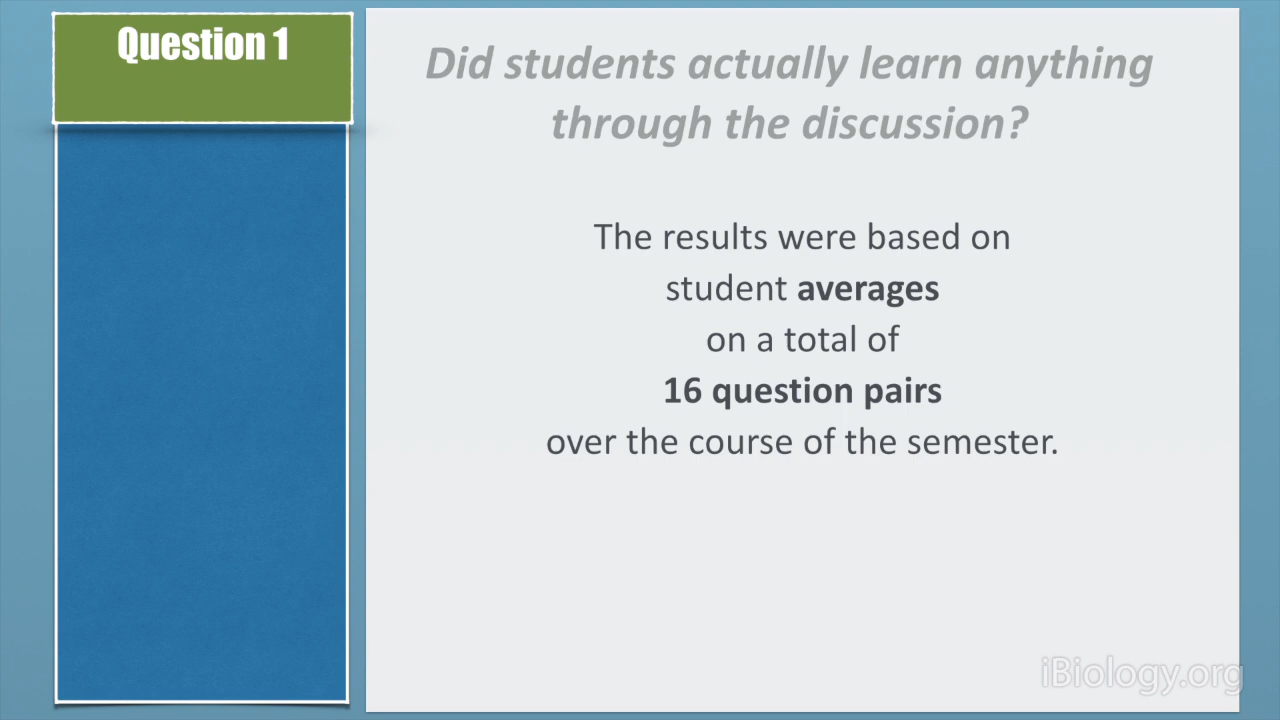 Question 1
Did students actually learn anything
through the discussion?
The results were based on
student averages
on a total of
16 question pairs
over the course of the semester.
iBiology.org